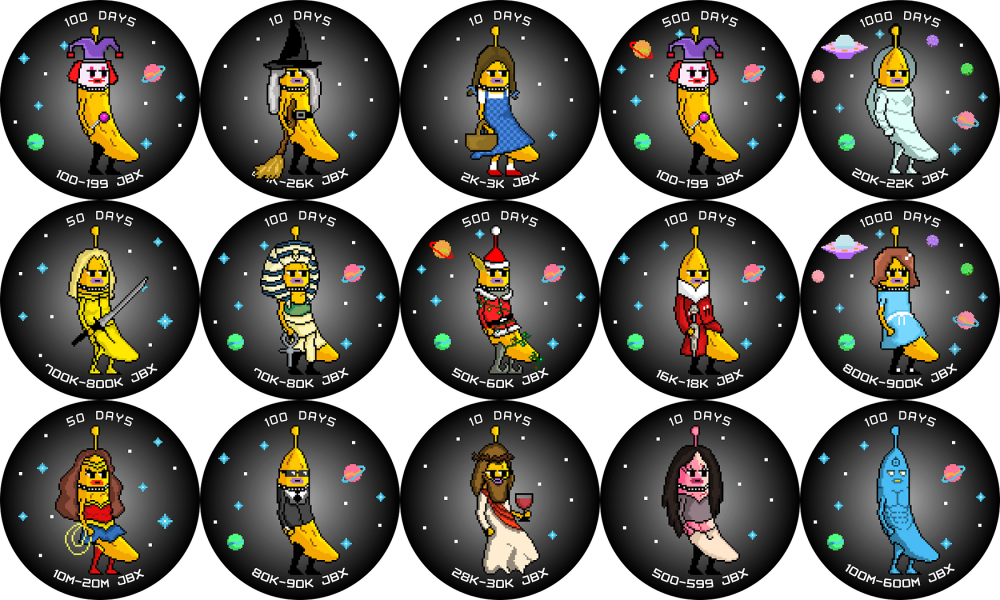 100 DAYS
100-199 JBX
10 DAYS
K-26K JBX
10 DAYS
2K-3K JBX
500 DAYS
100-199 JBX
1000 DAYS
20K-22K JBX
50 DAYS
700K-800K JBX
100 DAYS
70K-80K JBX
500 DAYS
50K-60K JBX
100 DAYS
16K-18K JBX
1000 DAYS
800K-900K JBX
50 DAYS
10M-20M JBX
100 DAYS
80K-90K JBX
10 DAYS
28K-30K JBX
10 DAYS
500-599 JBX
100 DAYS
100M-600M JBX